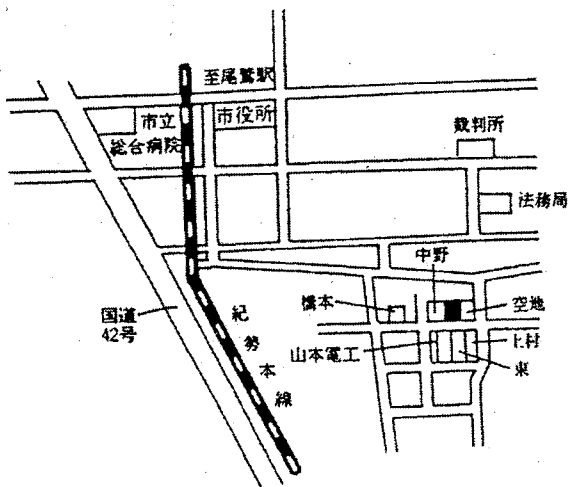 至尾鷲駅
市立
総合病院
市役所
裁判所
法務局
中野
橋本
空地
国道
42号
紀勢本線
山本電工
上村
東